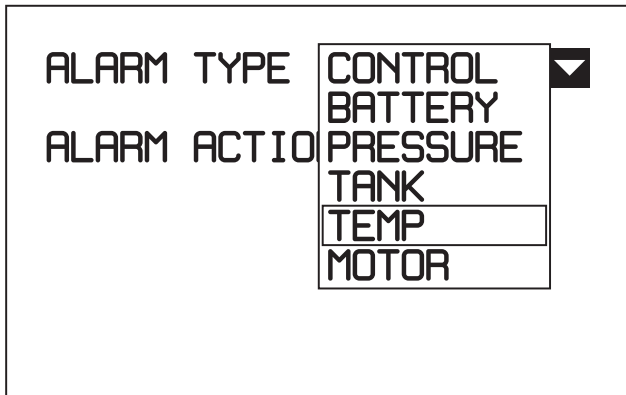 ALARM TYPE CONTROL
BATTERY
ALARM ACTIO PRESSURE
TANK
TEMP
MOTOR